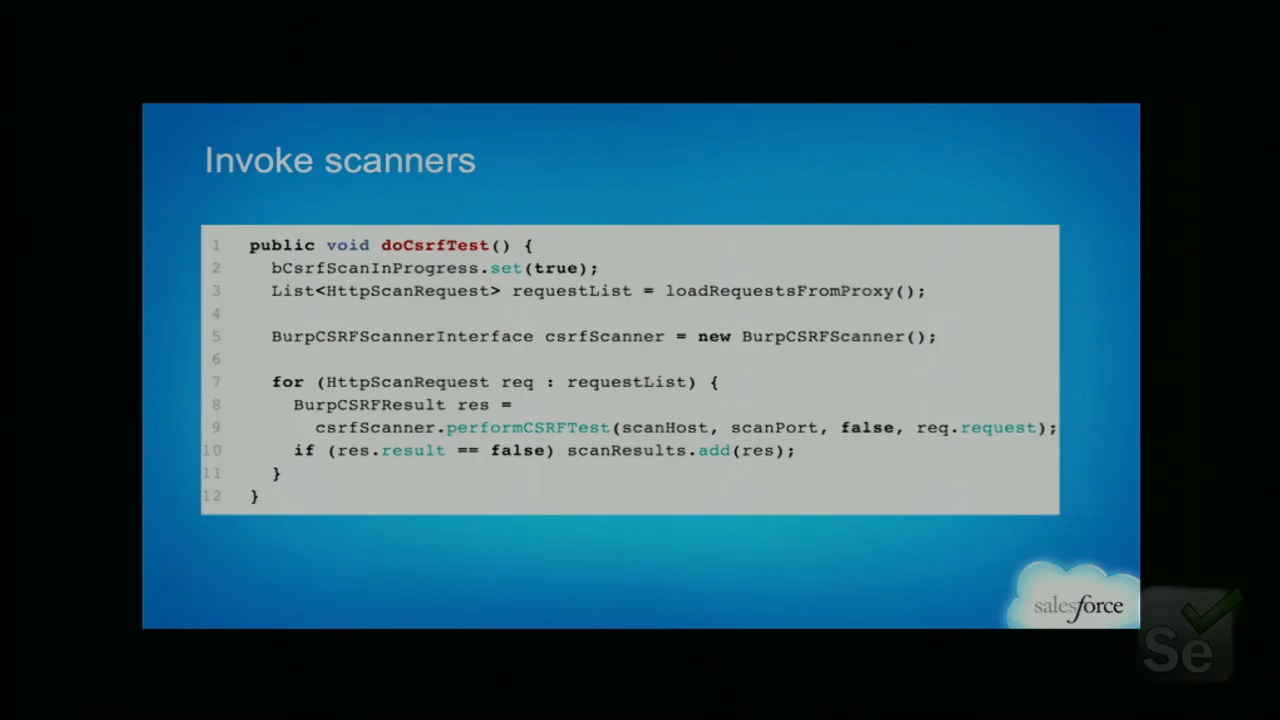 Invoke scanners
1 public void doCsrfTest() {
2 bCsrfScanInProgress.set(true);
3 List<HttpScanRequest> requestList = loadRequestsFromProxy();
4
5 BurpCSRFScannerInterface csrfScanner = new BurpCSRFScanner();
6
7 for (HttpScanRequest req : requestList) {
8 BurpCSRFResult res =
9 csrfScanner.performCSRFTest(scanHost, scanPort, false, req.request);
10 if (res.result == false) scanResults.add(res);
11 }
12 }
salesforce
Se